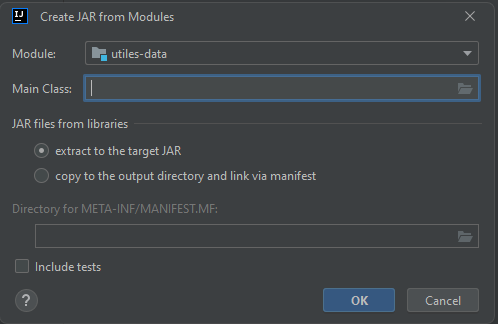 IJ
Create JAR from Modules
Module: utiles-data
Main Class:
JAR files from libraries
extract to the target JAR
copy to the output directory and link via manifest
Directory for META-INF/MANIFEST.MF:
Include tests
? OK Cancel